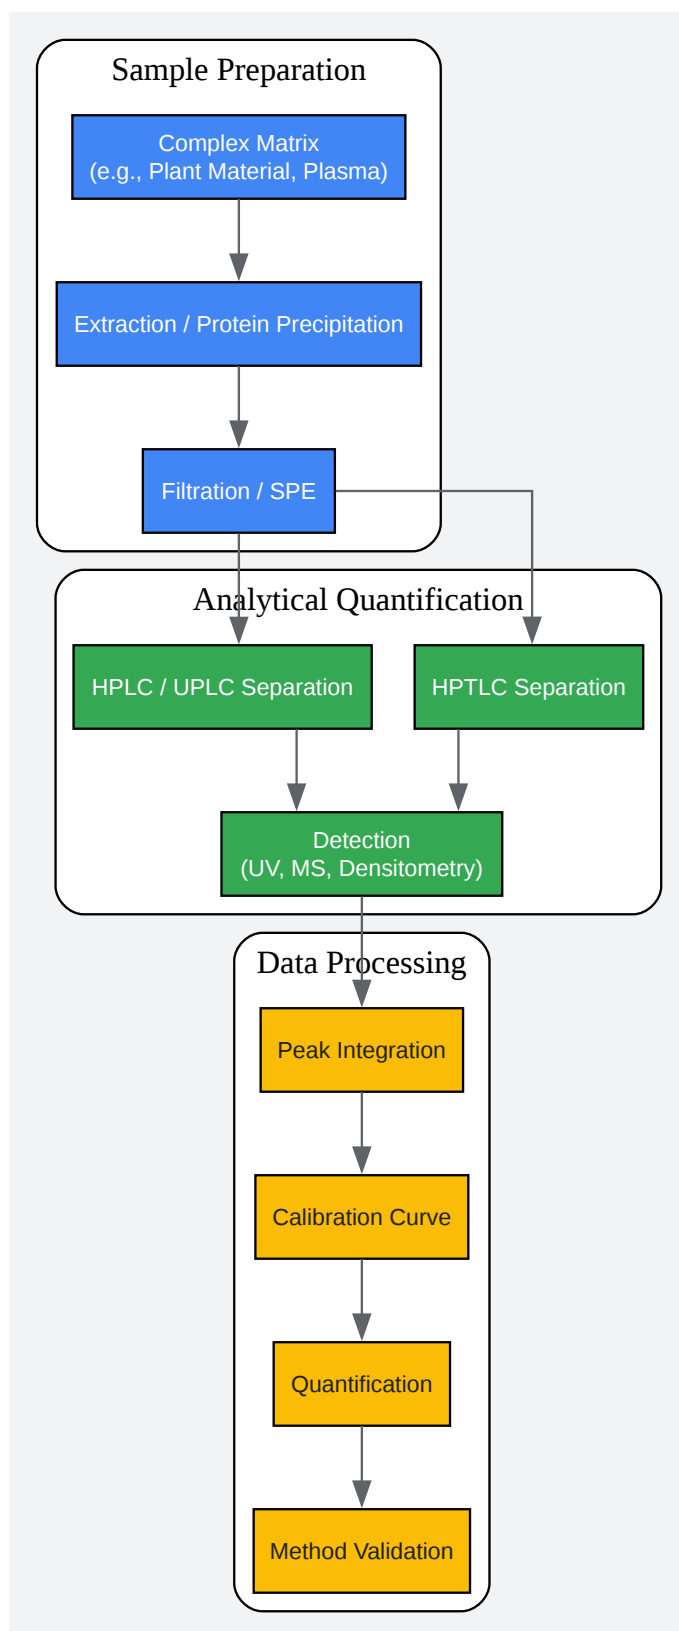 Sample Preparation
Complex Matrix
(e.g., Plant Material, Plasma)
Extraction / Protein Precipitation
Filtration / SPE
Analytical Quantification
HPLC / UPLC Separation
HPTLC Separation
Detection
(UV, MS, Densitometry)
Data Processing
Peak Integration
Calibration Curve
Quantification
Method Validation